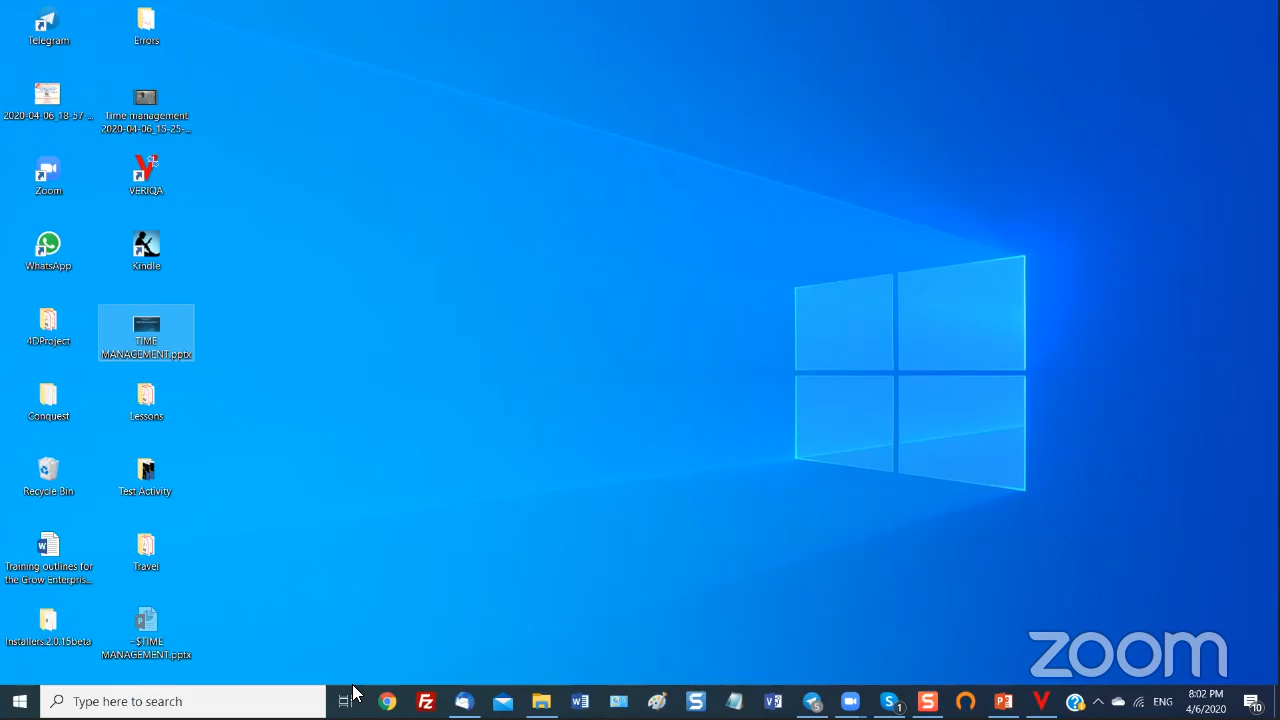 Telegram
Errors
2020-04-06_18-57-...
Time management
2020-04-06_15-25-...
Zoom
VERIQA
WhatsApp
Kindle
4DProject
TIME
MANAGEMENT.pptx
Conquest
Lessons
Recycle Bin
Test Activity
Training outlines for
the Grow Enterpris...
Travel
Installers.2.0.15beta
~$TIME
MANAGEMENT.pptx
zoom
Type here to search
ENG
8:02 PM
4/6/2020